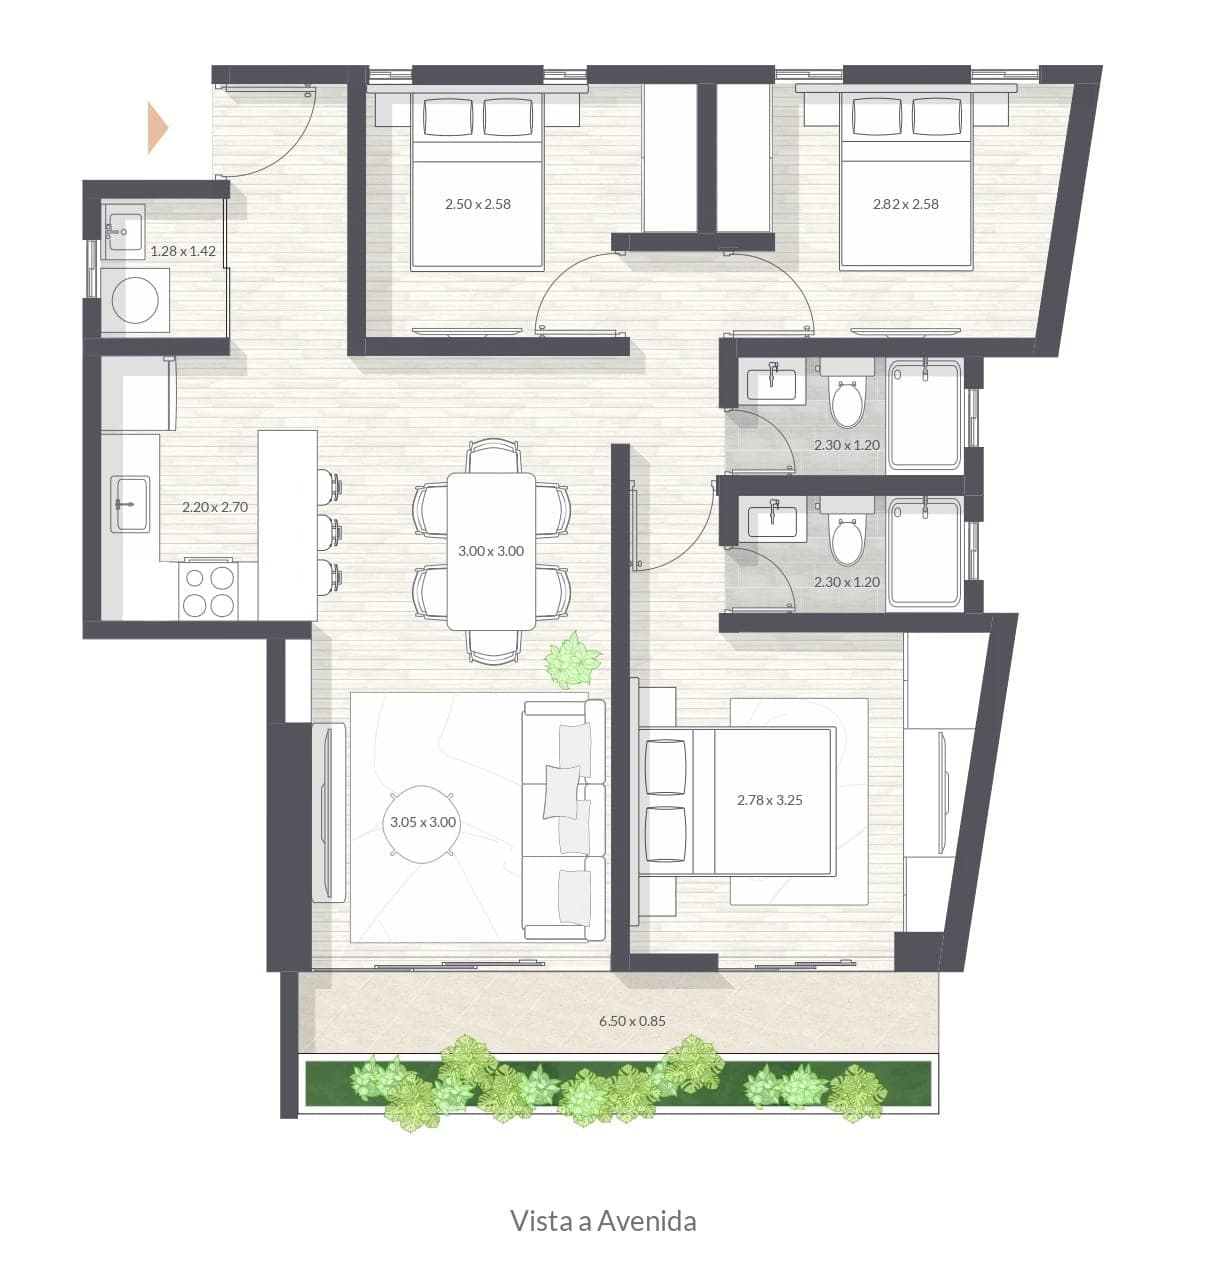 2.50 x 2.58
2.82 x 2.58
1.28 x 1.42
2.30 x 1.20
2.20 x 2.70
3.00 x 3.00
2.30 x 1.20
2.78 x 3.25
3.05 x 3.00
6.50 x 0.85
Vista a Avenida